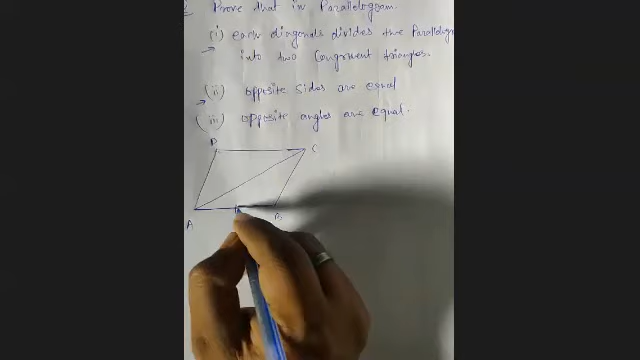 Prove that in Parallelogram.
(i) each diagonals divides the Parallelogr
into two Congruent triangles.
(ii) opposite sides are equal
(iii) opposite angles are equal.
D
C
A
B